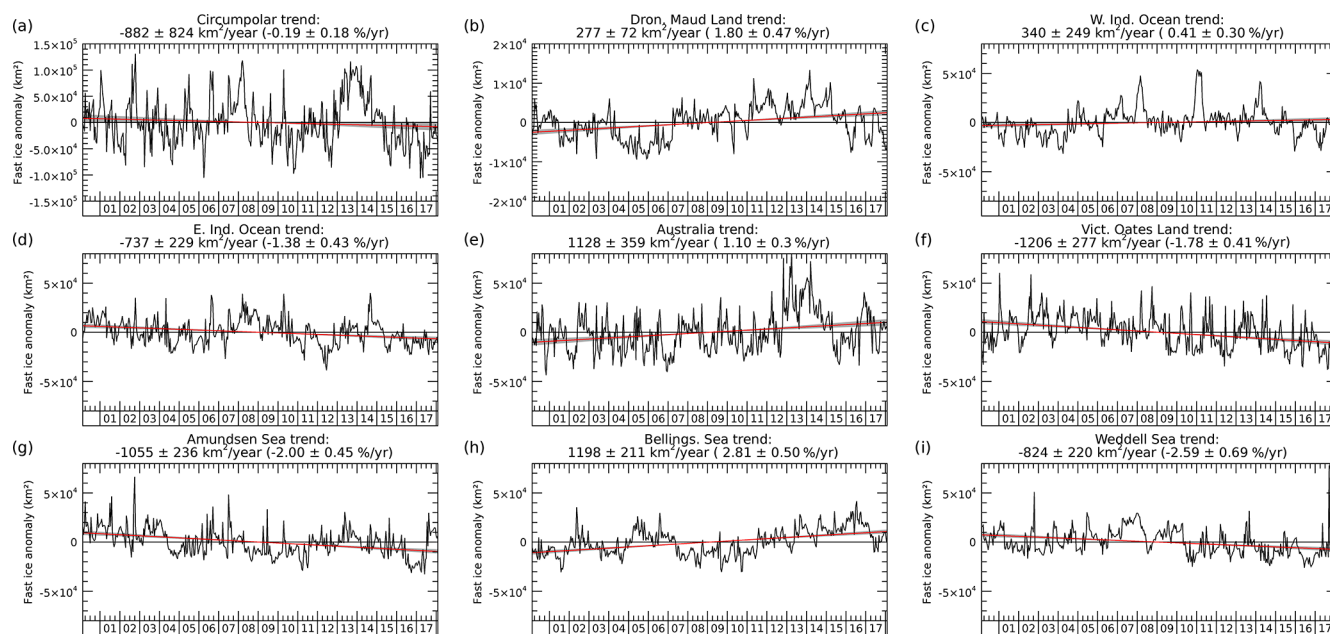 (a)
Circumpolar trend:
-882 ± 824 km²/year (-0.19 ± 0.18 %/yr)
Fast ice anomaly (km²)
1.5×10⁵
1.0×10⁵
5.0×10⁴
0
-5.0×10⁴
-1.0×10⁵
-1.5×10⁵
01 02 03 04 05 06 07 08 09 10 11 12 13 14 15 16 17
(b)
Dron. Maud Land trend:
277 ± 72 km²/year ( 1.80 ± 0.47 %/yr)
Fast ice anomaly (km²)
2×10⁴
1×10⁴
0
-1×10⁴
-2×10⁴
01 02 03 04 05 06 07 08 09 10 11 12 13 14 15 16 17
(c)
W. Ind. Ocean trend:
340 ± 249 km²/year ( 0.41 ± 0.30 %/yr)
Fast ice anomaly (km²)
5×10⁴
0
-5×10⁴
01 02 03 04 05 06 07 08 09 10 11 12 13 14 15 16 17
(d)
E. Ind. Ocean trend:
-737 ± 229 km²/year (-1.38 ± 0.43 %/yr)
Fast ice anomaly (km²)
5×10⁴
0
-5×10⁴
01 02 03 04 05 06 07 08 09 10 11 12 13 14 15 16 17
(e)
Australia trend:
1128 ± 359 km²/year ( 1.10 ± 0.3 %/yr)
Fast ice anomaly (km²)
5×10⁴
0
-5×10⁴
01 02 03 04 05 06 07 08 09 10 11 12 13 14 15 16 17
(f)
Vict. Oates Land trend:
-1206 ± 277 km²/year (-1.78 ± 0.41 %/yr)
Fast ice anomaly (km²)
5×10⁴
0
-5×10⁴
01 02 03 04 05 06 07 08 09 10 11 12 13 14 15 16 17
(g)
Amundsen Sea trend:
-1055 ± 236 km²/year (-2.00 ± 0.45 %/yr)
Fast ice anomaly (km²)
5×10⁴
0
-5×10⁴
01 02 03 04 05 06 07 08 09 10 11 12 13 14 15 16 17
(h)
Bellings. Sea trend:
1198 ± 211 km²/year ( 2.81 ± 0.50 %/yr)
Fast ice anomaly (km²)
5×10⁴
0
-5×10⁴
01 02 03 04 05 06 07 08 09 10 11 12 13 14 15 16 17
(i)
Weddell Sea trend:
-824 ± 220 km²/year (-2.59 ± 0.69 %/yr)
Fast ice anomaly (km²)
5×10⁴
0
-5×10⁴
01 02 03 04 05 06 07 08 09 10 11 12 13 14 15 16 17